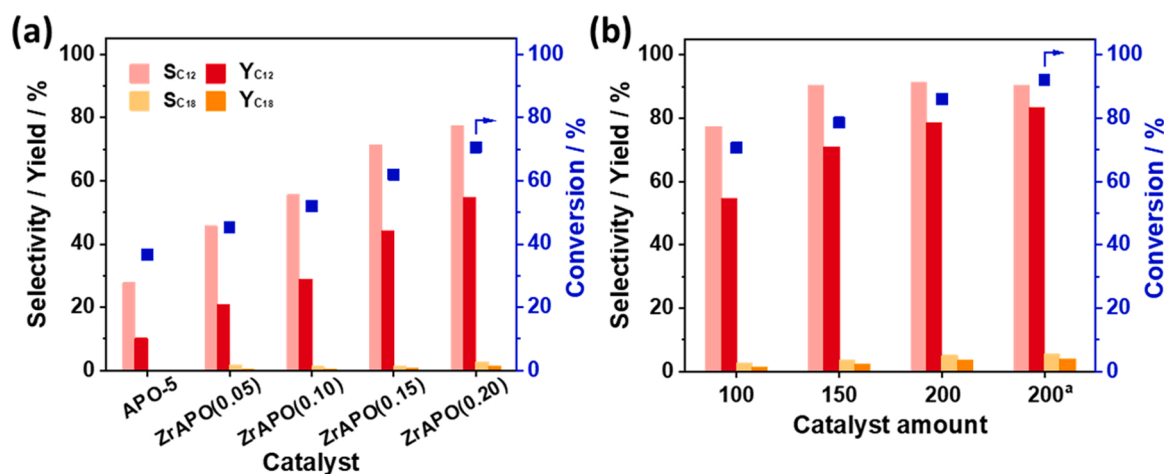 (a)
100
80
60
40
20
0
Selectivity / Yield / %
SC12
YC12
SC18
YC18
100
80
60
40
20
0
Conversion / %
APO-5
ZrAPO(0.05)
ZrAPO(0.10)
ZrAPO(0.15)
ZrAPO(0.20)
Catalyst
(b)
100
80
60
40
20
0
Selectivity / Yield / %
100
80
60
40
20
0
Conversion / %
100
150
200
200ª
Catalyst amount